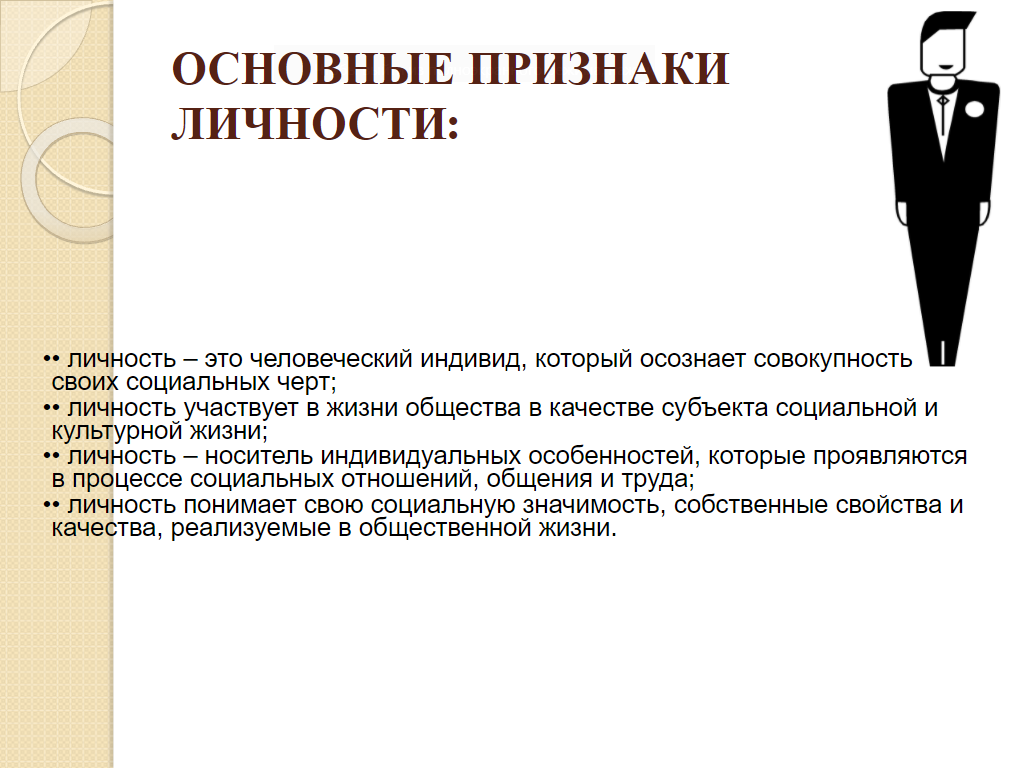 ОСНОВНЫЕ ПРИЗНАКИ
ЛИЧНОСТИ:
•• личность – это человеческий индивид, который осознает совокупность
своих социальных черт;
•• личность участвует в жизни общества в качестве субъекта социальной и
культурной жизни;
•• личность – носитель индивидуальных особенностей, которые проявляются
в процессе социальных отношений, общения и труда;
•• личность понимает свою социальную значимость, собственные свойства и
качества, реализуемые в общественной жизни.